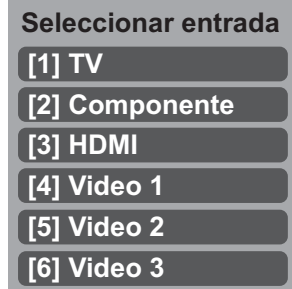 Seleccionar entrada
[1] TV
[2] Componente
[3] HDMI
[4] Video 1
[5] Video 2
[6] Video 3